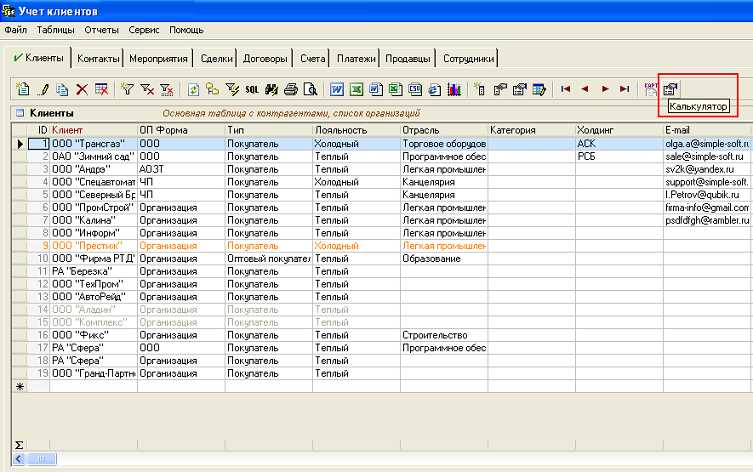 Учет клиентов
Файл Таблицы Отчеты Сервис Помощь
Клиенты Контакты Мероприятия Сделки Договоры Счета Платежи Продавцы Сотрудники
SQL
Калькулятор
Клиенты Основная таблица с контрагентами, список организаций
ID Клиент ОП Форма Тип Лояльность Отрасль Категория Холдинг E-mail
1 ООО "Трансгаз" ООО Покупатель Холодный Торговое оборудов АСК olga.a@simple-soft.ru
2 ОАО "Зимний сад" ООО Покупатель Теплый Программное обес РСБ sale@simple-soft.ru
3 ООО "Андрэ" АОЗТ Покупатель Теплый Легкая промышлен sv2k@yandex.ru
4 ООО "Спецавтомат ЧП Покупатель Холодный Канцелярия support@simple-soft.
5 ООО "Северный Бр ЧП Покупатель Теплый Канцелярия I.Petrov@qubik.ru
6 ООО "ПромСтрой" Организация Покупатель Теплый Легкая промышлен firma-info@gmail.com
7 ООО "Калина" Организация Покупатель Теплый Легкая промышлен psdfdfgh@rambler.ru
8 ООО "Информ" Организация Покупатель Теплый Легкая промышлен
9 ООО "Престиж" Организация Покупатель Холодный Легкая промышлен
10 ООО "Фирма РТД" Организация Оптовый покупател Теплый Образование
11 РА "Березка" Организация Покупатель Теплый
12 ООО "ТехПром" Организация Покупатель Теплый
13 ООО "АвтоРейд" Организация Покупатель Теплый
14 ООО "Аладин" Организация Покупатель Теплый
15 ООО "Комплекс" Организация Покупатель Теплый
16 ООО "Фикс" Организация Покупатель Теплый Строительство
17 РА "Сфера" ООО Покупатель Теплый Программное обес
18 РА "Сфера" Организация Покупатель Теплый
19 ООО "Гранд-Партн Организация Покупатель Теплый
Σ